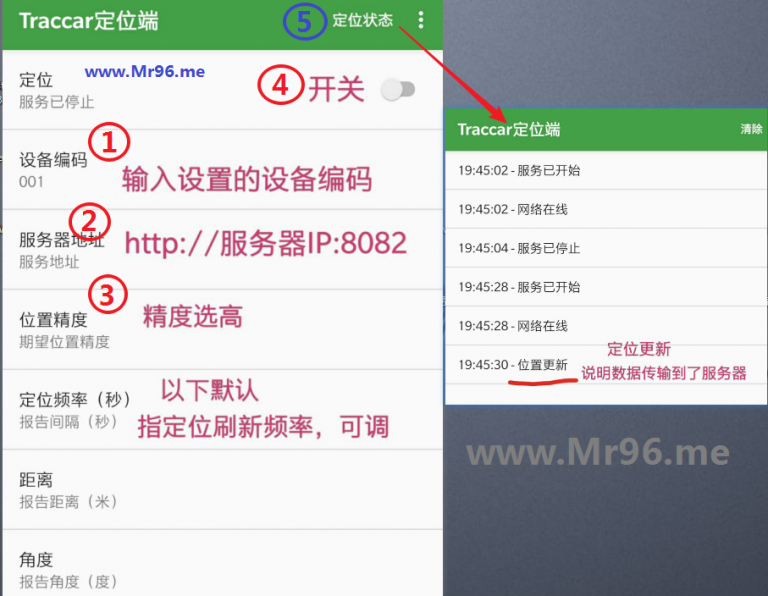 Traccar定位端
⑤ 定位状态
定位
www.Mr96.me
服务已停止
④ 开关
①
设备编码
001
输入设置的设备编码
②
服务器地址
服务地址
http://服务器IP:8082
③
位置精度
期望位置精度
精度选高
定位频率（秒）
报告间隔（秒）
以下默认
指定位刷新频率，可调
距离
报告距离（米）
角度
报告角度（度）
Traccar定位端 清除
19:45:02 - 服务已开始
19:45:02 - 网络在线
19:45:04 - 服务已停止
19:45:28 - 服务已开始
19:45:28 - 网络在线
19:45:30 - 位置更新
定位更新
说明数据传输到了服务器
www.Mr96.me